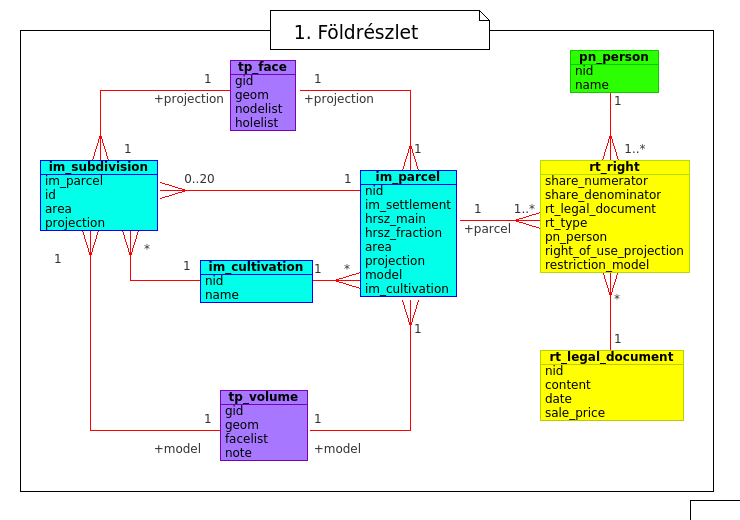 1. Földrészlet
tp_face
gid
geom
nodelist
holelist
1
+projection
1
+projection
pn_person
nid
name
1
1..*
1
1
im_subdivision
im_parcel
id
area
projection
0..20
1
im_parcel
nid
im_settlement
hrsz_main
hrsz_fraction
area
projection
model
im_cultivation
1
1..*
+parcel
rt_right
share_numerator
share_denominator
rt_legal_document
rt_type
pn_person
right_of_use_projection
restriction_model
1
*
1
im_cultivation
nid
name
1
*
*
1
1
rt_legal_document
nid
content
date
sale_price
tp_volume
gid
geom
facelist
note
1
+model
1
+model